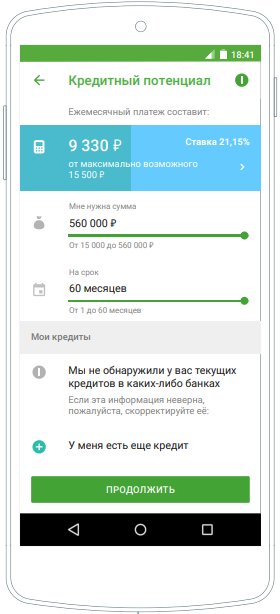 18:41
Кредитный потенциал
Ежемесячный платеж составит:
9 330 ₽
Ставка 21,15%
от максимально возможного
15 500 ₽
Мне нужна сумма
560 000 ₽
От 15 000 до 560 000 ₽
На срок
60 месяцев
От 1 до 60 месяцев
Мои кредиты
Мы не обнаружили у вас текущих
кредитов в каких-либо банках
Если эта информация неверна,
пожалуйста, скорректируйте её:
У меня есть еще кредит
ПРОДОЛЖИТЬ